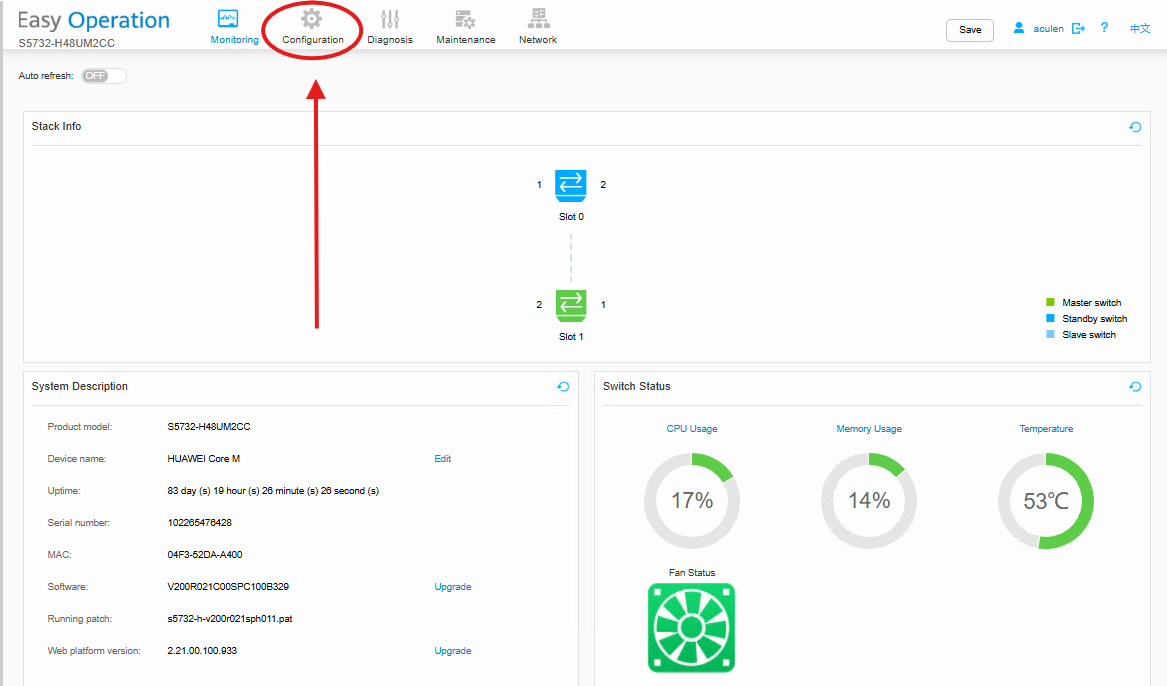 Easy Operation
S5732-H48UM2CC
Monitoring
Configuration
Diagnosis
Maintenance
Network
Save
aculen
?
中文
Auto refresh: OFF
Stack Info
1 2
Slot 0
2 1
Slot 1
Master switch
Standby switch
Slave switch
System Description
Product model: S5732-H48UM2CC
Device name: HUAWEI Core M Edit
Uptime: 83 day (s) 19 hour (s) 26 minute (s) 26 second (s)
Serial number: 102265476428
MAC: 04F3-52DA-A400
Software: V200R021C00SPC100B329 Upgrade
Running patch: s5732-h-v200r021sph011.pat
Web platform version: 2.21.00.100.933 Upgrade
Switch Status
CPU Usage Memory Usage Temperature
17% 14% 53℃
Fan Status